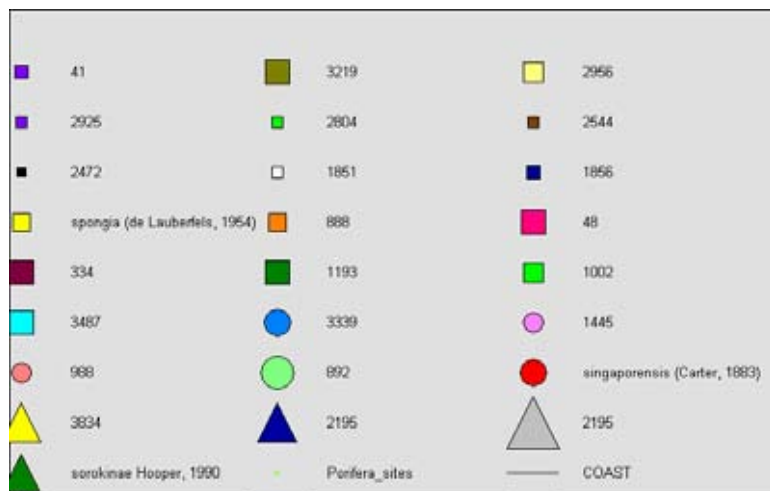 41 3219 2956
2925 2804 2544
2472 1851 1856
spongia (de Laubenfels, 1954) 888 48
334 1193 1002
3487 3339 1445
988 892 singaporensis (Carter, 1883)
3834 2195 2195
sorokinae Hooper, 1990 Porifera_sites COAST